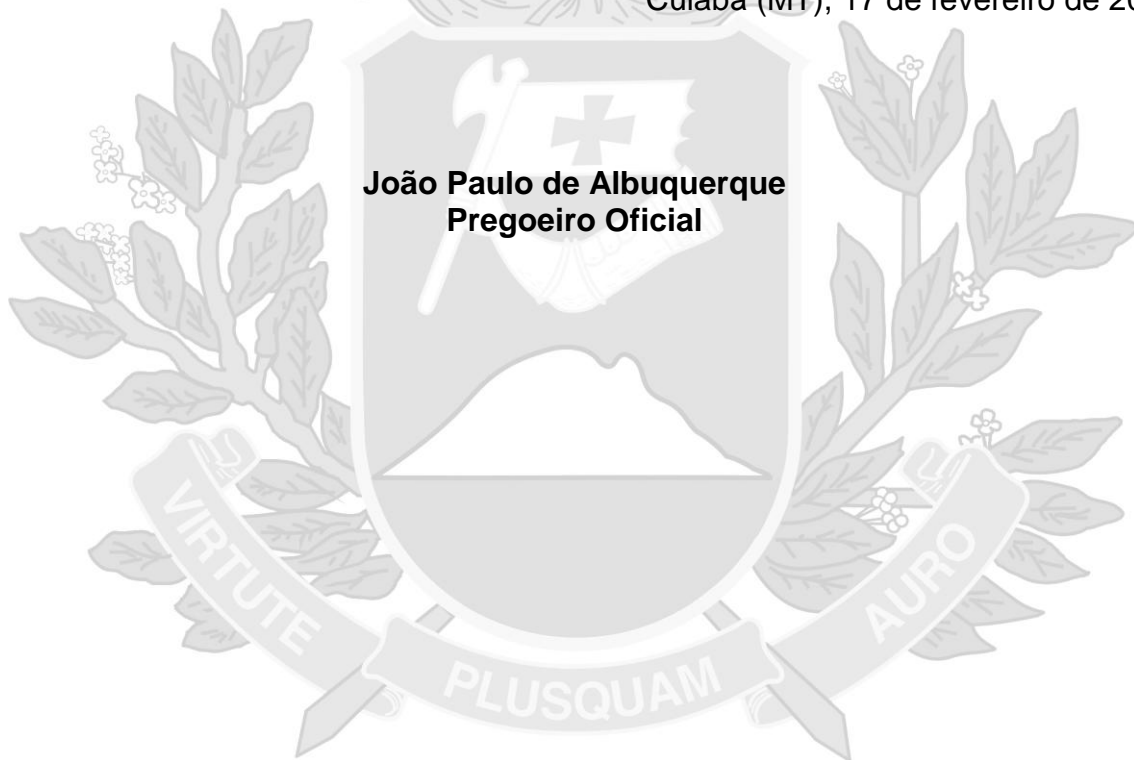 Cuiabá (MT), 17 de fevereiro de 20
João Paulo de Albuquerque
Pregoeiro Oficial
VIRTUTE
PLUSQUAM
AURO